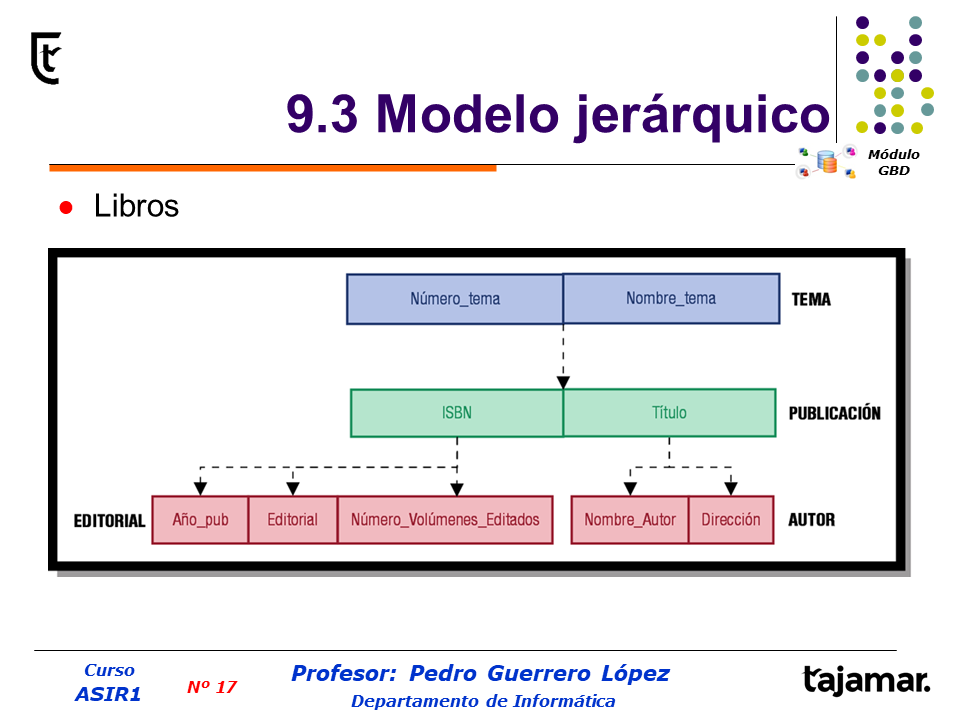 9.3 Modelo jerárquico
Módulo
GBD
Libros
Número_tema Nombre_tema TEMA
ISBN Título PUBLICACIÓN
EDITORIAL Año_pub Editorial Número_Volúmenes_Editados Nombre_Autor Dirección AUTOR
Curso
ASIR1
Nº 17
Profesor: Pedro Guerrero López
Departamento de Informática
tajamar.